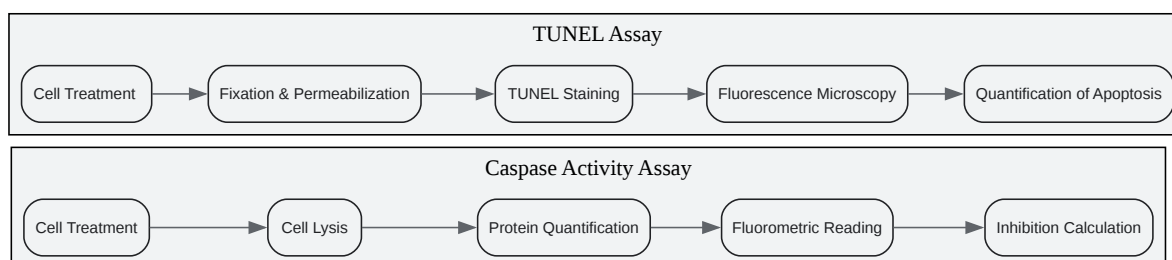 TUNEL Assay
Cell Treatment
Fixation & Permeabilization
TUNEL Staining
Fluorescence Microscopy
Quantification of Apoptosis
Caspase Activity Assay
Cell Treatment
Cell Lysis
Protein Quantification
Fluorometric Reading
Inhibition Calculation